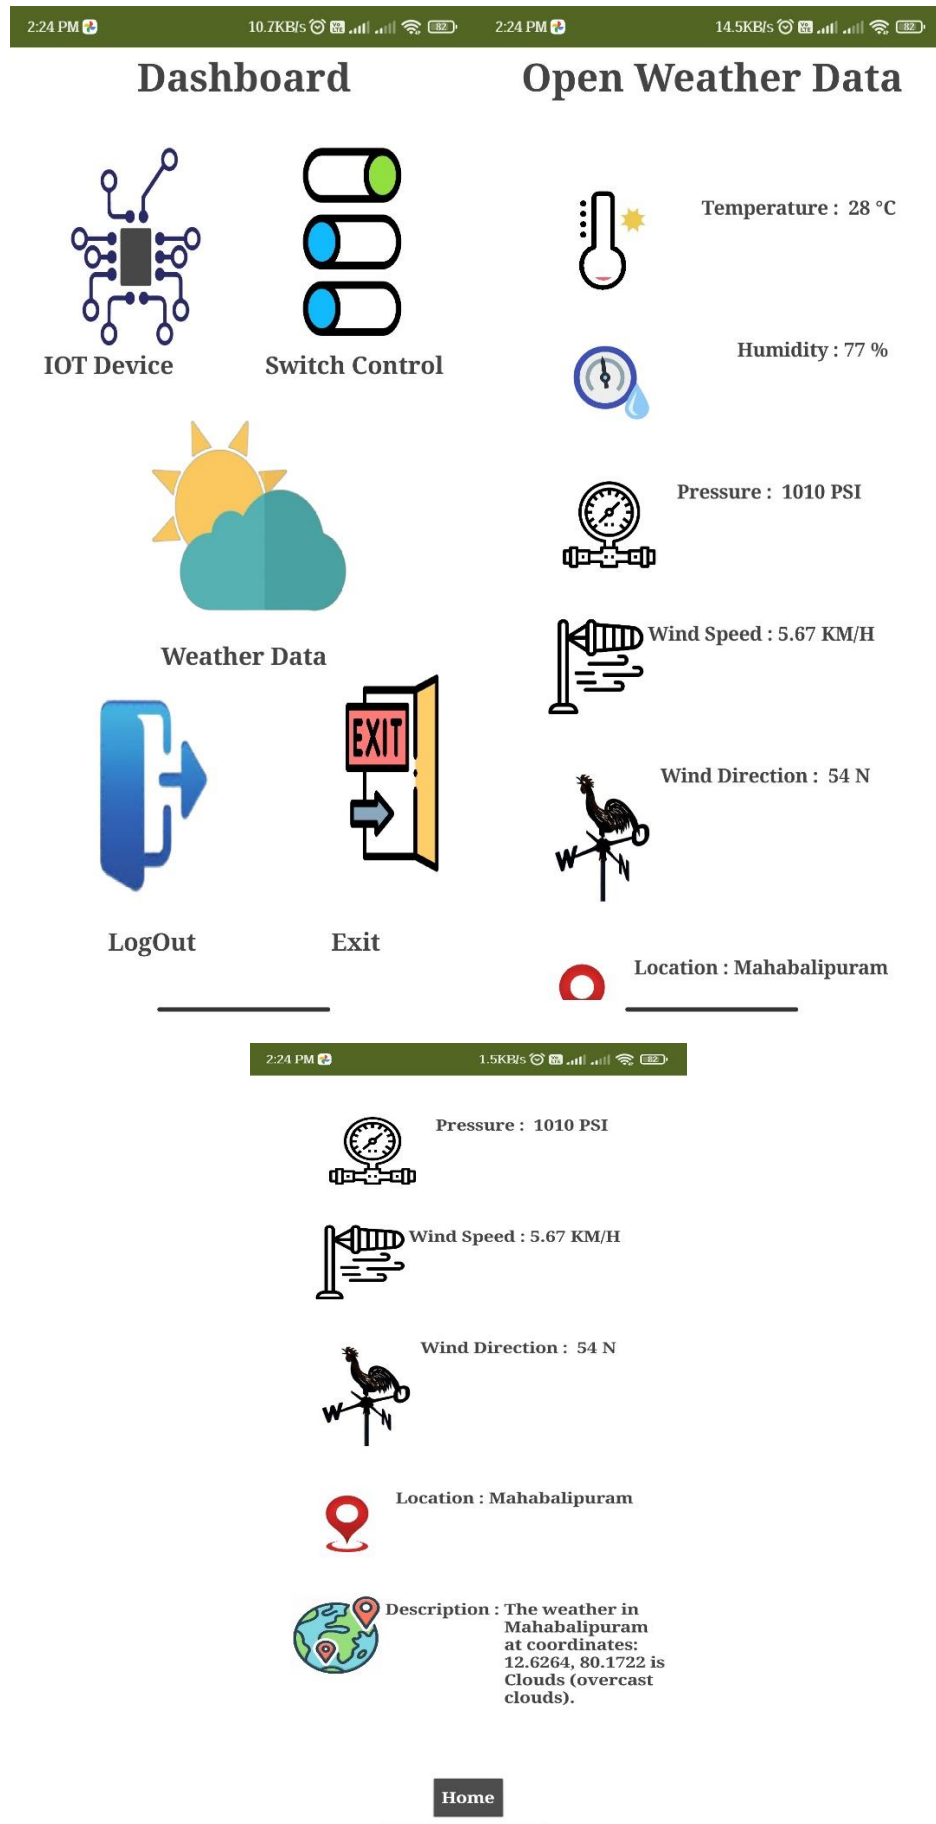 2:24 PM
10.7KB/s
82
Dashboard
IOT Device
Switch Control
Weather Data
EXIT
LogOut
Exit
2:24 PM
14.5KB/s
82
Open Weather Data
Temperature : 28 °C
Humidity : 77 %
Pressure : 1010 PSI
Wind Speed : 5.67 KM/H
Wind Direction : 54 N
W
N
O
Location : Mahabalipuram
2:24 PM
1.5KB/s
82
Pressure : 1010 PSI
Wind Speed : 5.67 KM/H
Wind Direction : 54 N
W
N
O
Location : Mahabalipuram
Description : The weather in
Mahabalipuram
at coordinates:
12.6264, 80.1722 is
Clouds (overcast
clouds).
Home